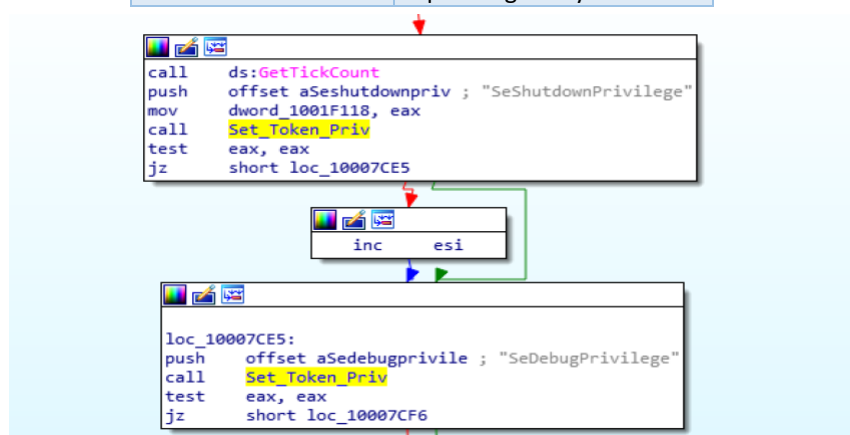 call ds:GetTickCount
push offset aSeshutdownpriv ; "SeShutdownPrivilege"
mov dword_1001F118, eax
call Set_Token_Priv
test eax, eax
jz short loc_10007CE5
inc esi
loc_10007CE5:
push offset aSedebugprivile ; "SeDebugPrivilege"
call Set_Token_Priv
test eax, eax
jz short loc_10007CF6